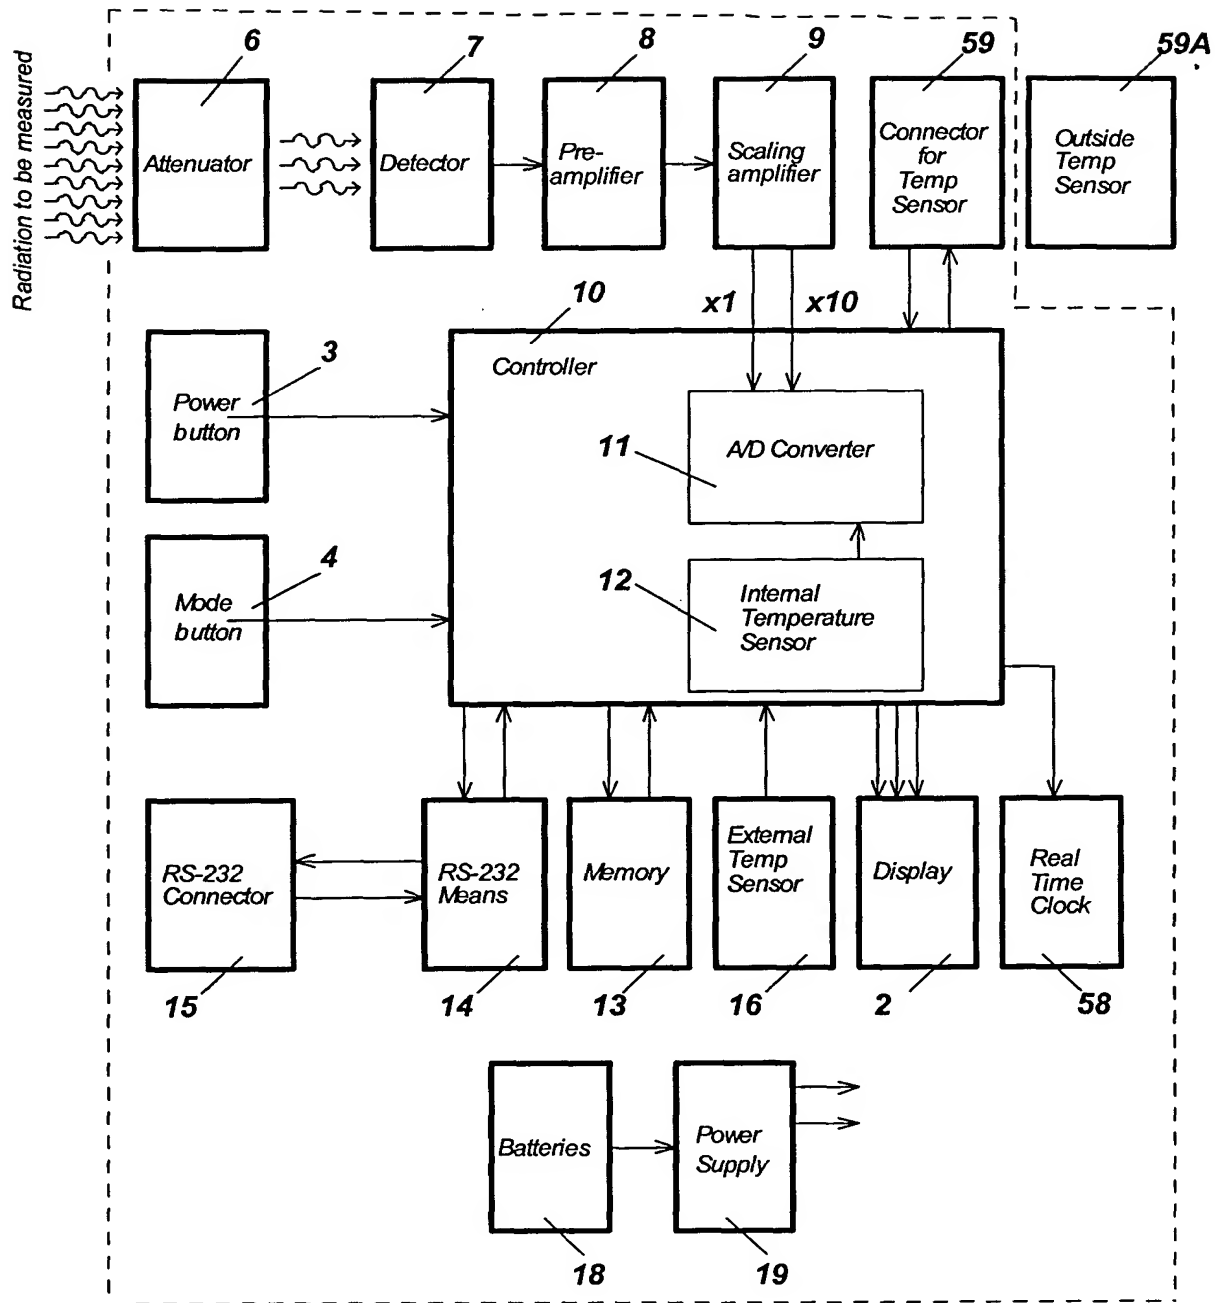 6
7
8
9
59
59A
Radiation to be measured
Attenuator
Detector
Pre-
amplifier
Scaling
amplifier
Connector
for
Temp
Sensor
Outside
Temp
Sensor
10
x1
x10
3
Power
button
Controller
11
A/D Converter
4
Mode
button
12
Internal
Temperature
Sensor
RS-232
Connector
RS-232
Means
Memory
External
Temp
Sensor
Display
Real
Time
Clock
15
14
13
16
2
58
Batteries
Power
Supply
18
19